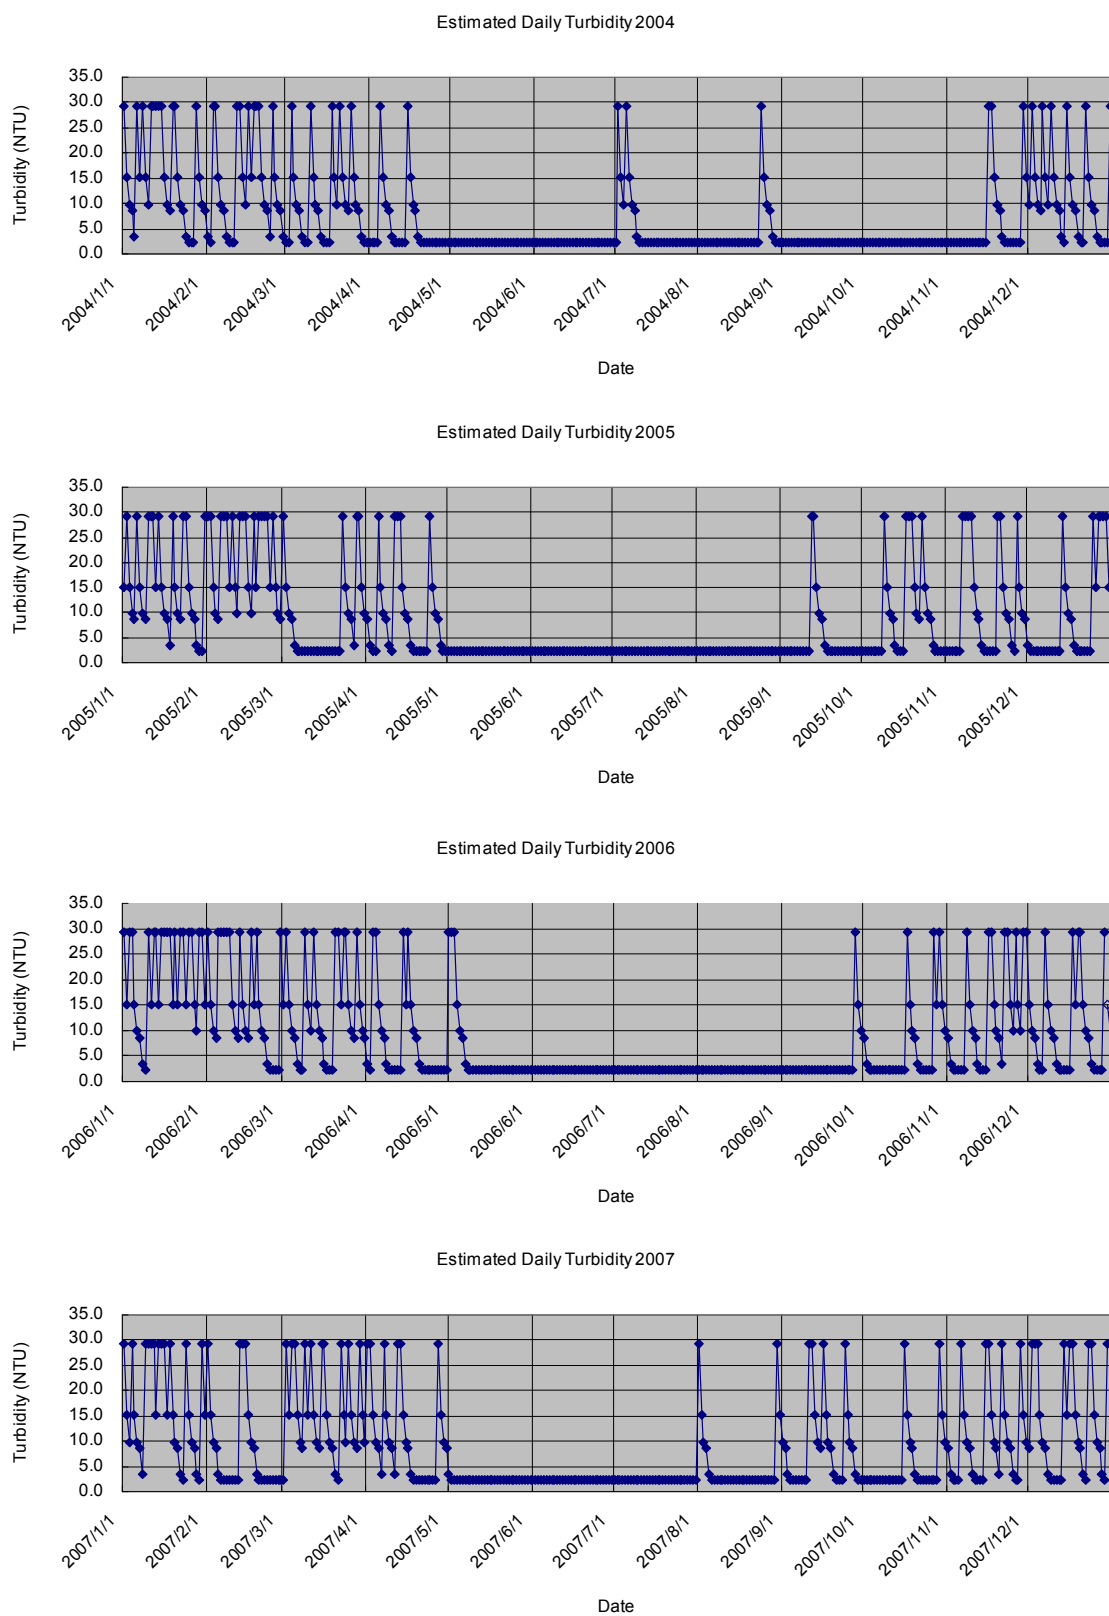 Estimated Daily Turbidity 2004
35.0
30.0
25.0
20.0
15.0
10.0
5.0
0.0
Turbidity (NTU)
2004/1/1 2004/2/1 2004/3/1 2004/4/1 2004/5/1 2004/6/1 2004/7/1 2004/8/1 2004/9/1 2004/10/1 2004/11/1 2004/12/1
Date
Estimated Daily Turbidity 2005
35.0
30.0
25.0
20.0
15.0
10.0
5.0
0.0
Turbidity (NTU)
2005/1/1 2005/2/1 2005/3/1 2005/4/1 2005/5/1 2005/6/1 2005/7/1 2005/8/1 2005/9/1 2005/10/1 2005/11/1 2005/12/1
Date
Estimated Daily Turbidity 2006
35.0
30.0
25.0
20.0
15.0
10.0
5.0
0.0
Turbidity (NTU)
2006/1/1 2006/2/1 2006/3/1 2006/4/1 2006/5/1 2006/6/1 2006/7/1 2006/8/1 2006/9/1 2006/10/1 2006/11/1 2006/12/1
Date
Estimated Daily Turbidity 2007
35.0
30.0
25.0
20.0
15.0
10.0
5.0
0.0
Turbidity (NTU)
2007/1/1 2007/2/1 2007/3/1 2007/4/1 2007/5/1 2007/6/1 2007/7/1 2007/8/1 2007/9/1 2007/10/1 2007/11/1 2007/12/1
Date